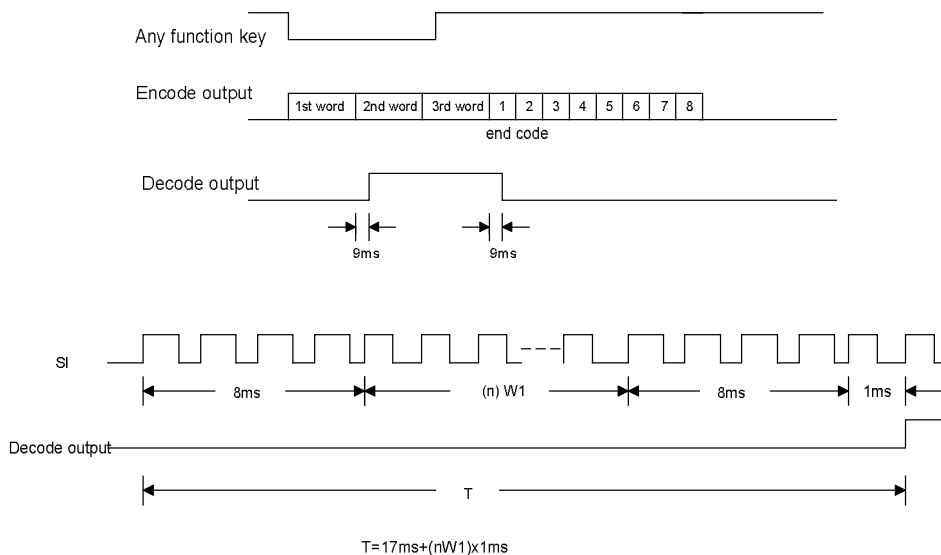 Any function key
Encode output
1st word 2nd word 3rd word 1 2 3 4 5 6 7 8
end code
Decode output
9ms 9ms
SI
8ms (n) W1 8ms 1ms
Decode output
T
T=17ms+(nW1)x1ms